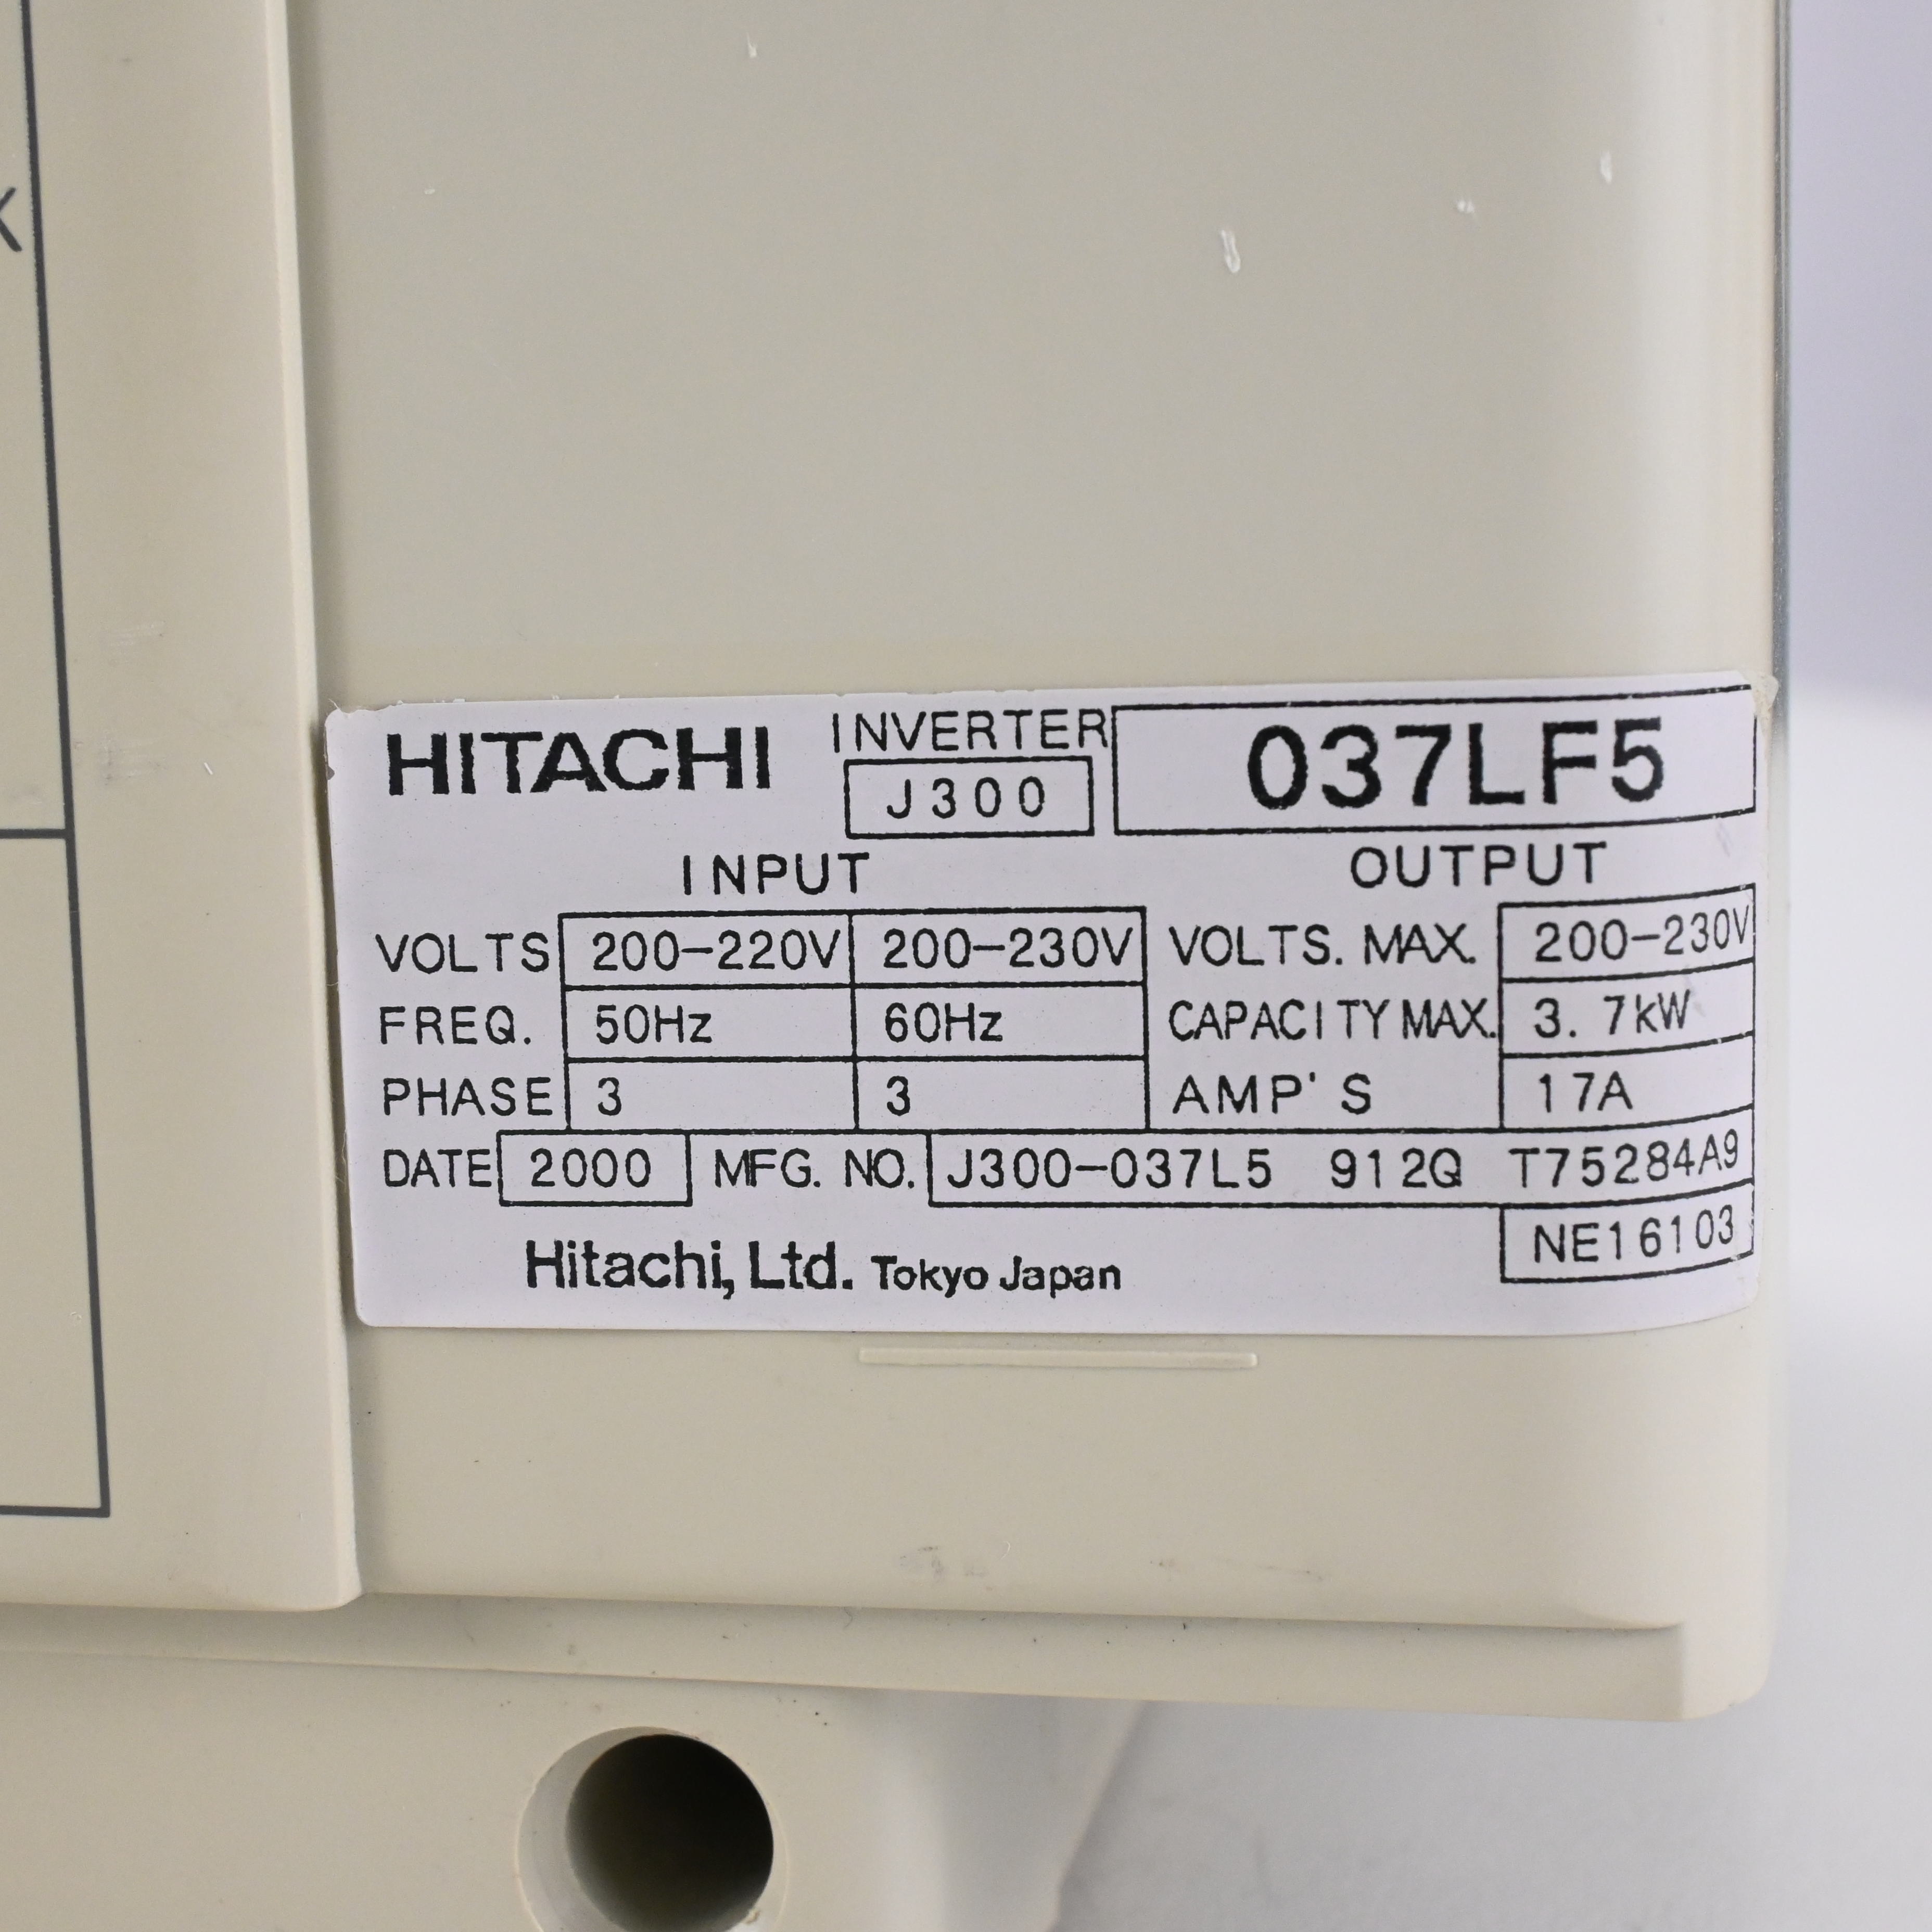 HITACHI INVERTER J300 037LF5
INPUT OUTPUT
VOLTS 200-220V 200-230V VOLTS. MAX. 200-230V
FREQ. 50Hz 60Hz CAPACITY MAX. 3. 7kW
PHASE 3 3 AMP'S 17A
DATE 2000 MFG. NO. J300-037L5 912Q T75284A9
NE16103
Hitachi, Ltd. Tokyo Japan